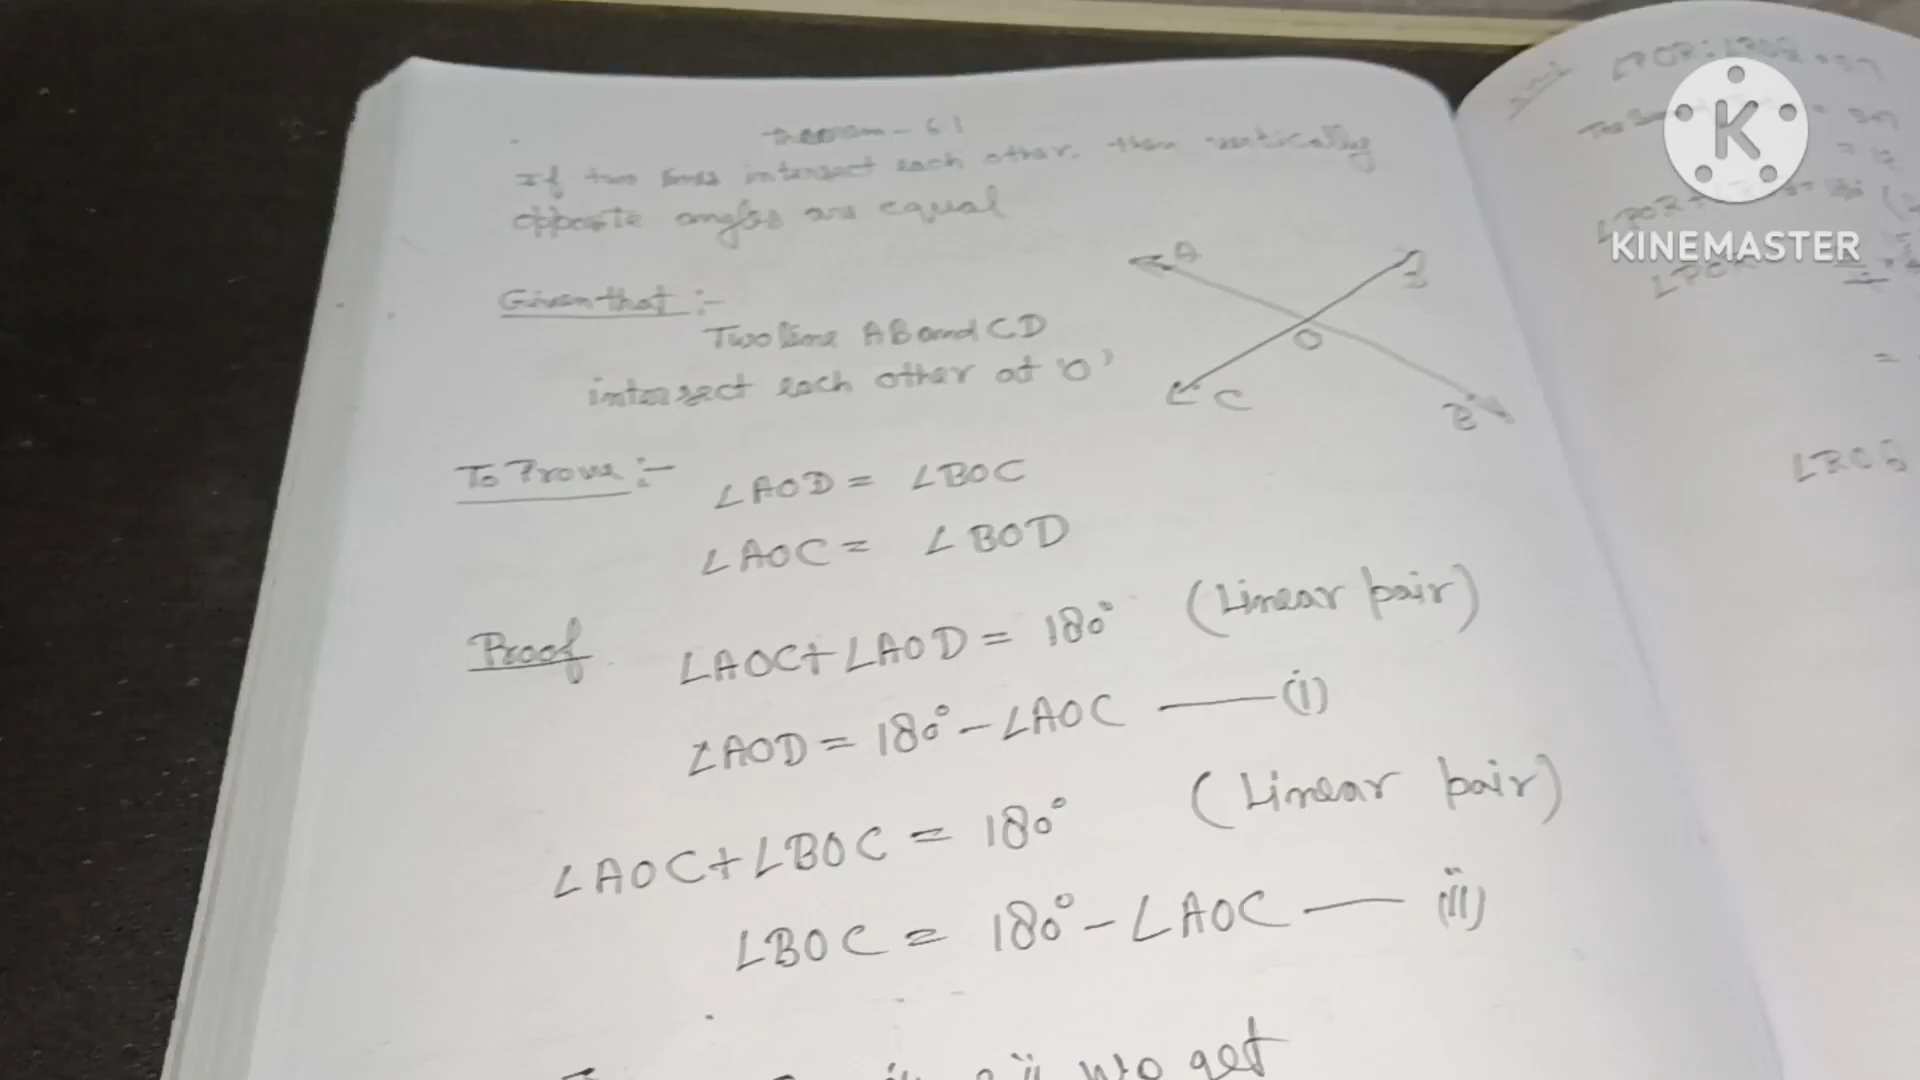 theorem - 6.1
If two lines intersect each other, then vertically
opposite angles are equal
Given that :-
Two line AB and CD
intersect each other at 'O'
A
D
O
C
B
To Prove :-
∠AOD = ∠BOC
∠AOC = ∠BOD
Proof ∠AOC + ∠AOD = 180° (Linear pair)
∠AOD = 180° - ∠AOC —— (i)
∠AOC + ∠BOC = 180° (Linear pair)
∠BOC = 180° - ∠AOC —— (ii)
we get
K
KINEMASTER